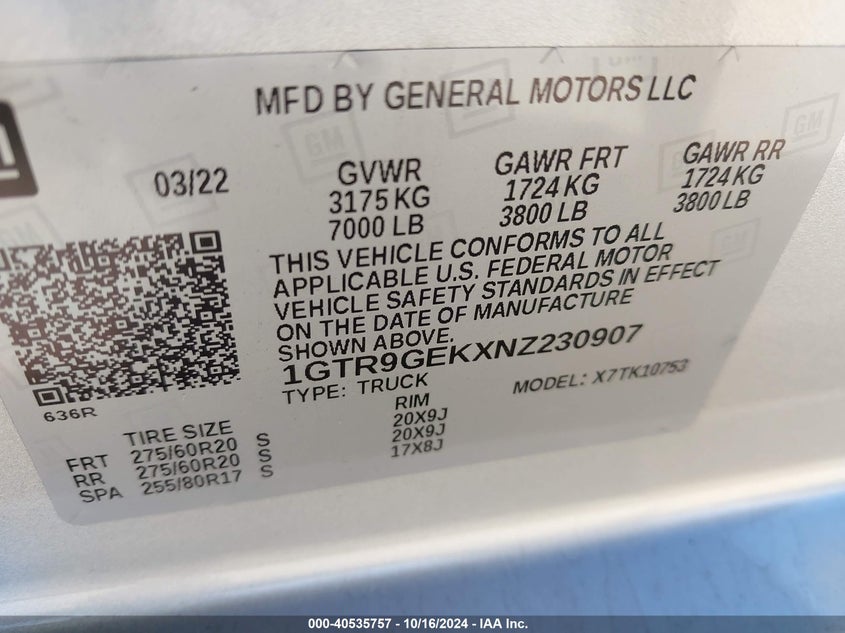 MFD BY GENERAL MOTORS LLC
03/22
GVWR
3175 KG
7000 LB
GAWR FRT
1724 KG
3800 LB
GAWR RR
1724 KG
3800 LB
THIS VEHICLE CONFORMS TO ALL
APPLICABLE U.S. FEDERAL MOTOR
VEHICLE SAFETY STANDARDS IN EFFECT
ON THE DATE OF MANUFACTURE
SHOWN ABOVE.
1GTR9GEKXNZ230907
TYPE: TRUCK
MODEL: X7TK10753
636R
TIRE SIZE
RIM
FRT 275/60R20 S 20X9J
RR 275/60R20 S 20X9J
SPA 255/80R17 S 17X8J
000-40535757 - 10/16/2024 - IAA Inc.